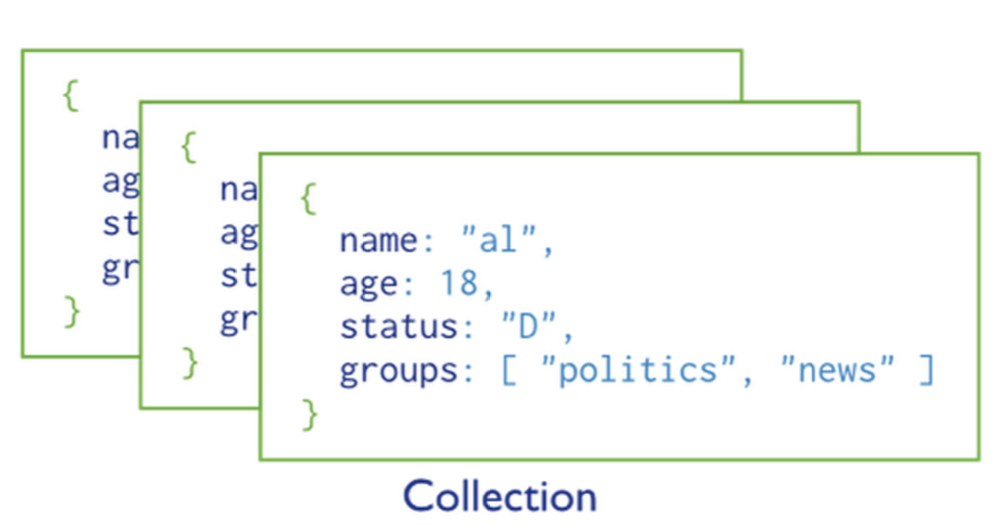 {
na
ag
st
gr
}
{
na
ag
st
gr
}
{
name: "al",
age: 18,
status: "D",
groups: [ "politics", "news" ]
}
Collection